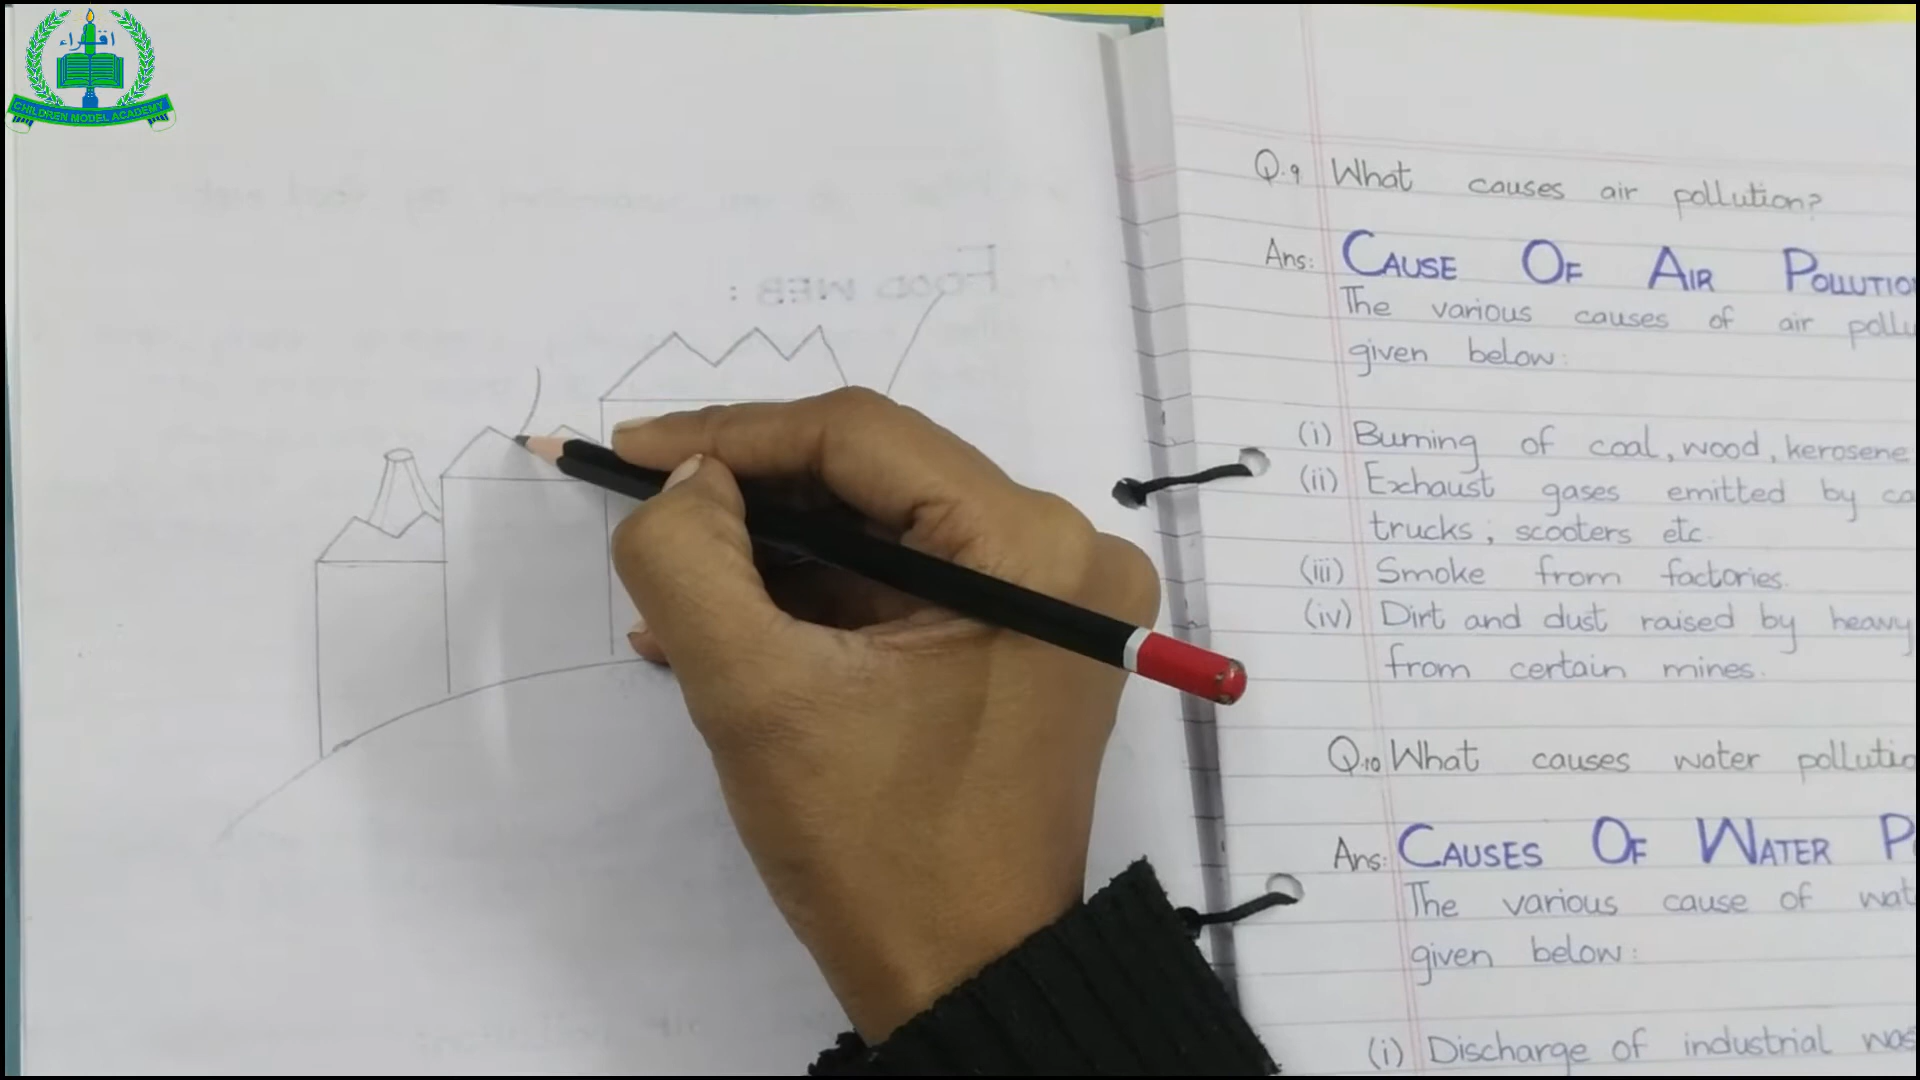 اقراء
CHILDREN MODEL ACADEMY
FOOD WEB:
Q.9 What causes air pollution?
Ans: CAUSE OF AIR POLLUTIO
The various causes of air pollu
given below:
(i) Burning of coal, wood, kerosene
(ii) Exhaust gases emitted by ca
trucks, scooters etc.
(iii) Smoke from factories.
(iv) Dirt and dust raised by heavy
from certain mines.
Q.10 What causes water pollutio
Ans: CAUSES OF WATER P
The various cause of wat
given below:
(i) Discharge of industrial was